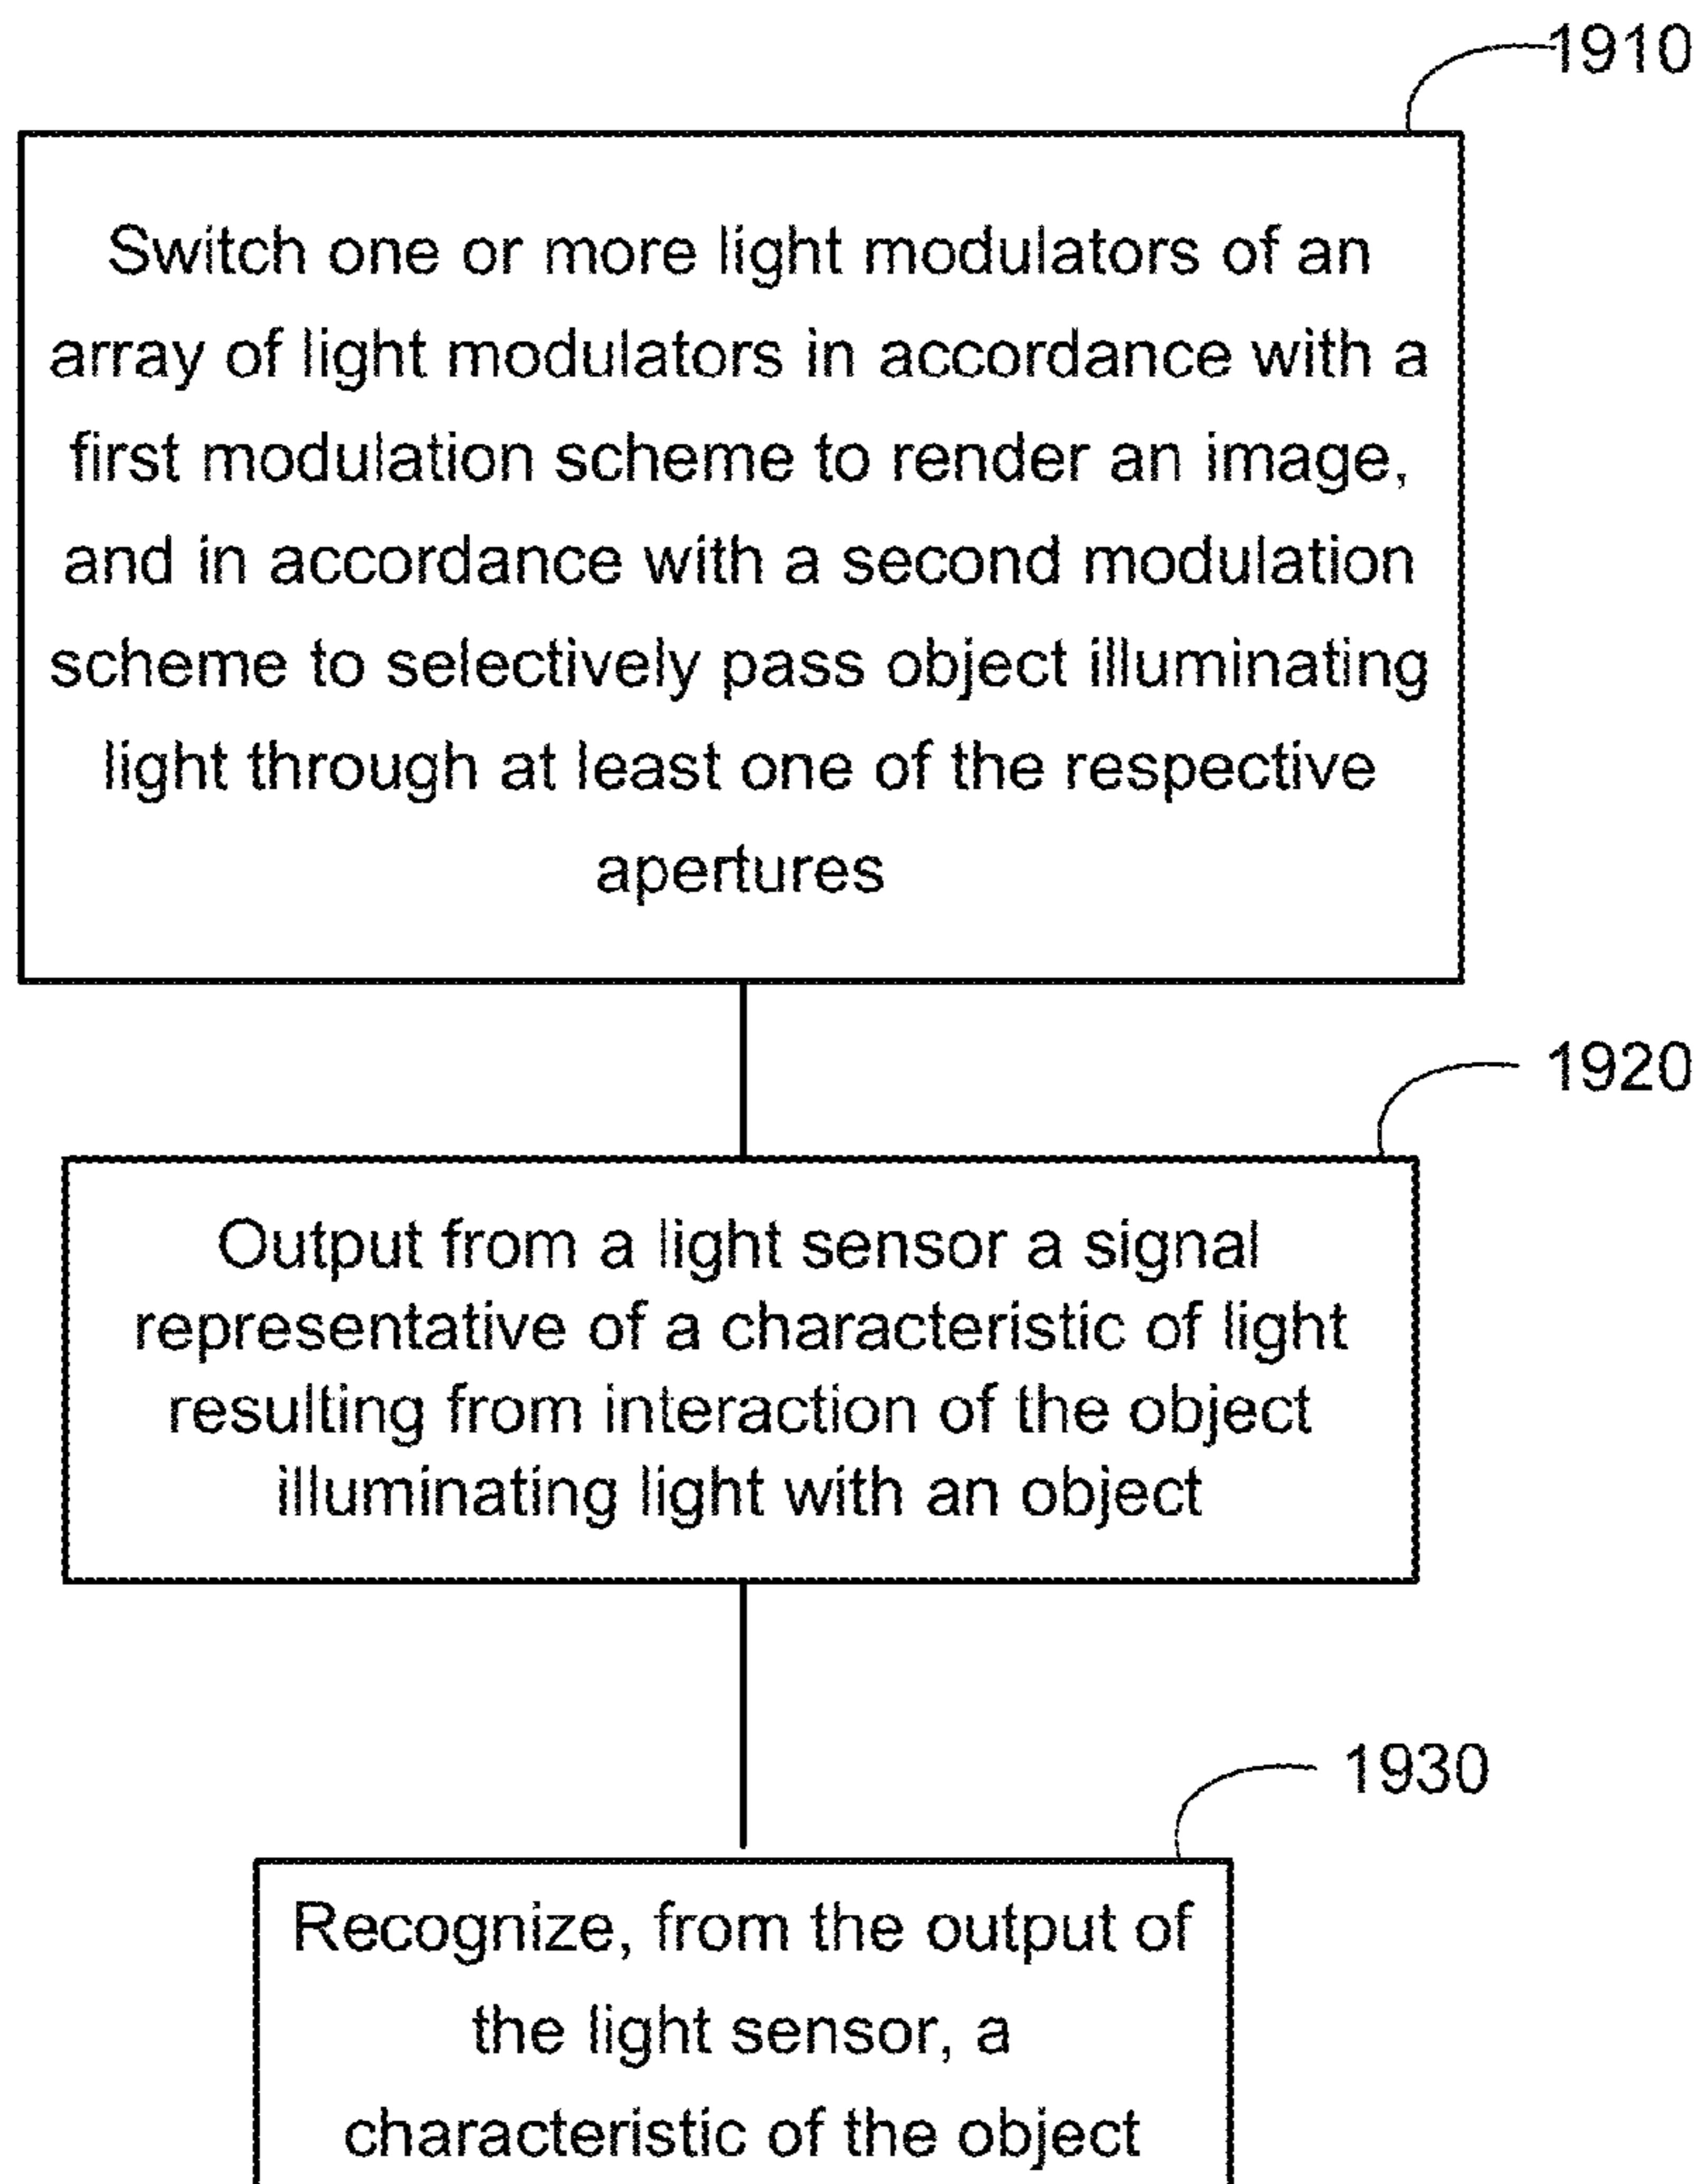 1910
Switch one or more light modulators of an
array of light modulators in accordance with a
first modulation scheme to render an image,
and in accordance with a second modulation
scheme to selectively pass object illuminating
light through at least one of the respective
apertures
1920
Output from a light sensor a signal
representative of a characteristic of light
resulting from interaction of the object
illuminating light with an object
1930
Recognize, from the output of
the light sensor, a
characteristic of the object